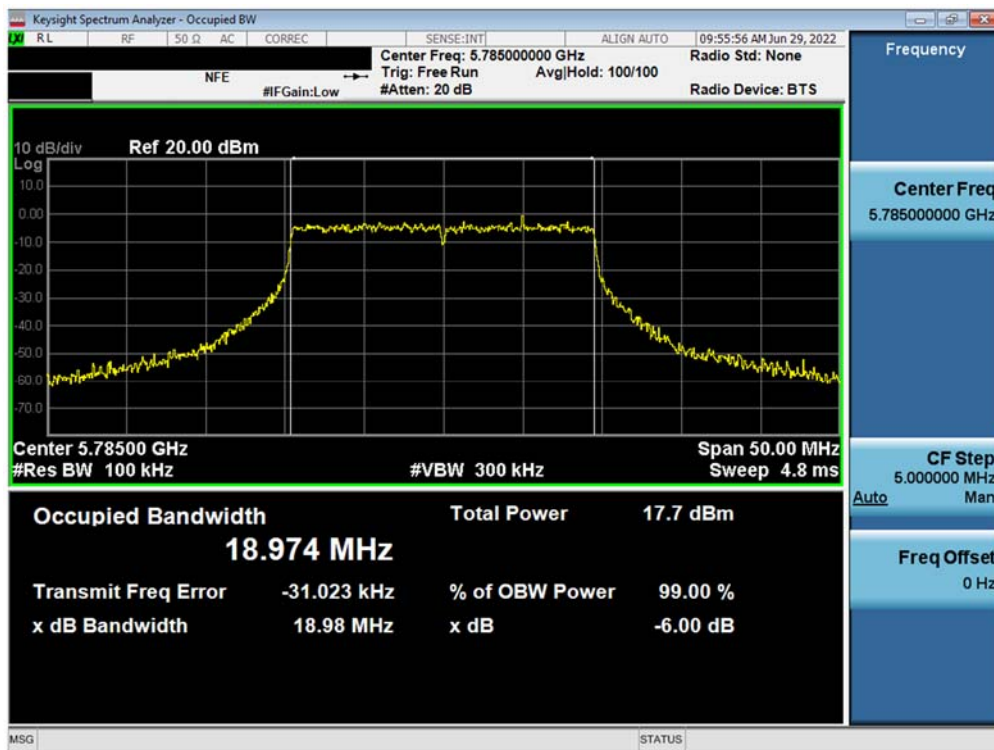 Keysight Spectrum Analyzer - Occupied BW
LXI RL RF 50 Ω AC CORREC SENSE:INT ALIGN AUTO 09:55:56 AM Jun 29, 2022
Center Freq: 5.785000000 GHz Radio Std: None
NFE Trig: Free Run Avg|Hold: 100/100
#IFGain:Low #Atten: 20 dB Radio Device: BTS
10 dB/div Ref 20.00 dBm
Log
10.0
0.00
-10.0
-20.0
-30.0
-40.0
-50.0
-60.0
-70.0
Center 5.78500 GHz Span 50.00 MHz
#Res BW 100 kHz #VBW 300 kHz Sweep 4.8 ms
Occupied Bandwidth Total Power 17.7 dBm
18.974 MHz
Transmit Freq Error -31.023 kHz % of OBW Power 99.00 %
x dB Bandwidth 18.98 MHz x dB -6.00 dB
Frequency
Center Freq
5.785000000 GHz
CF Step
5.000000 MHz
Auto Man
Freq Offset
0 Hz
MSG STATUS